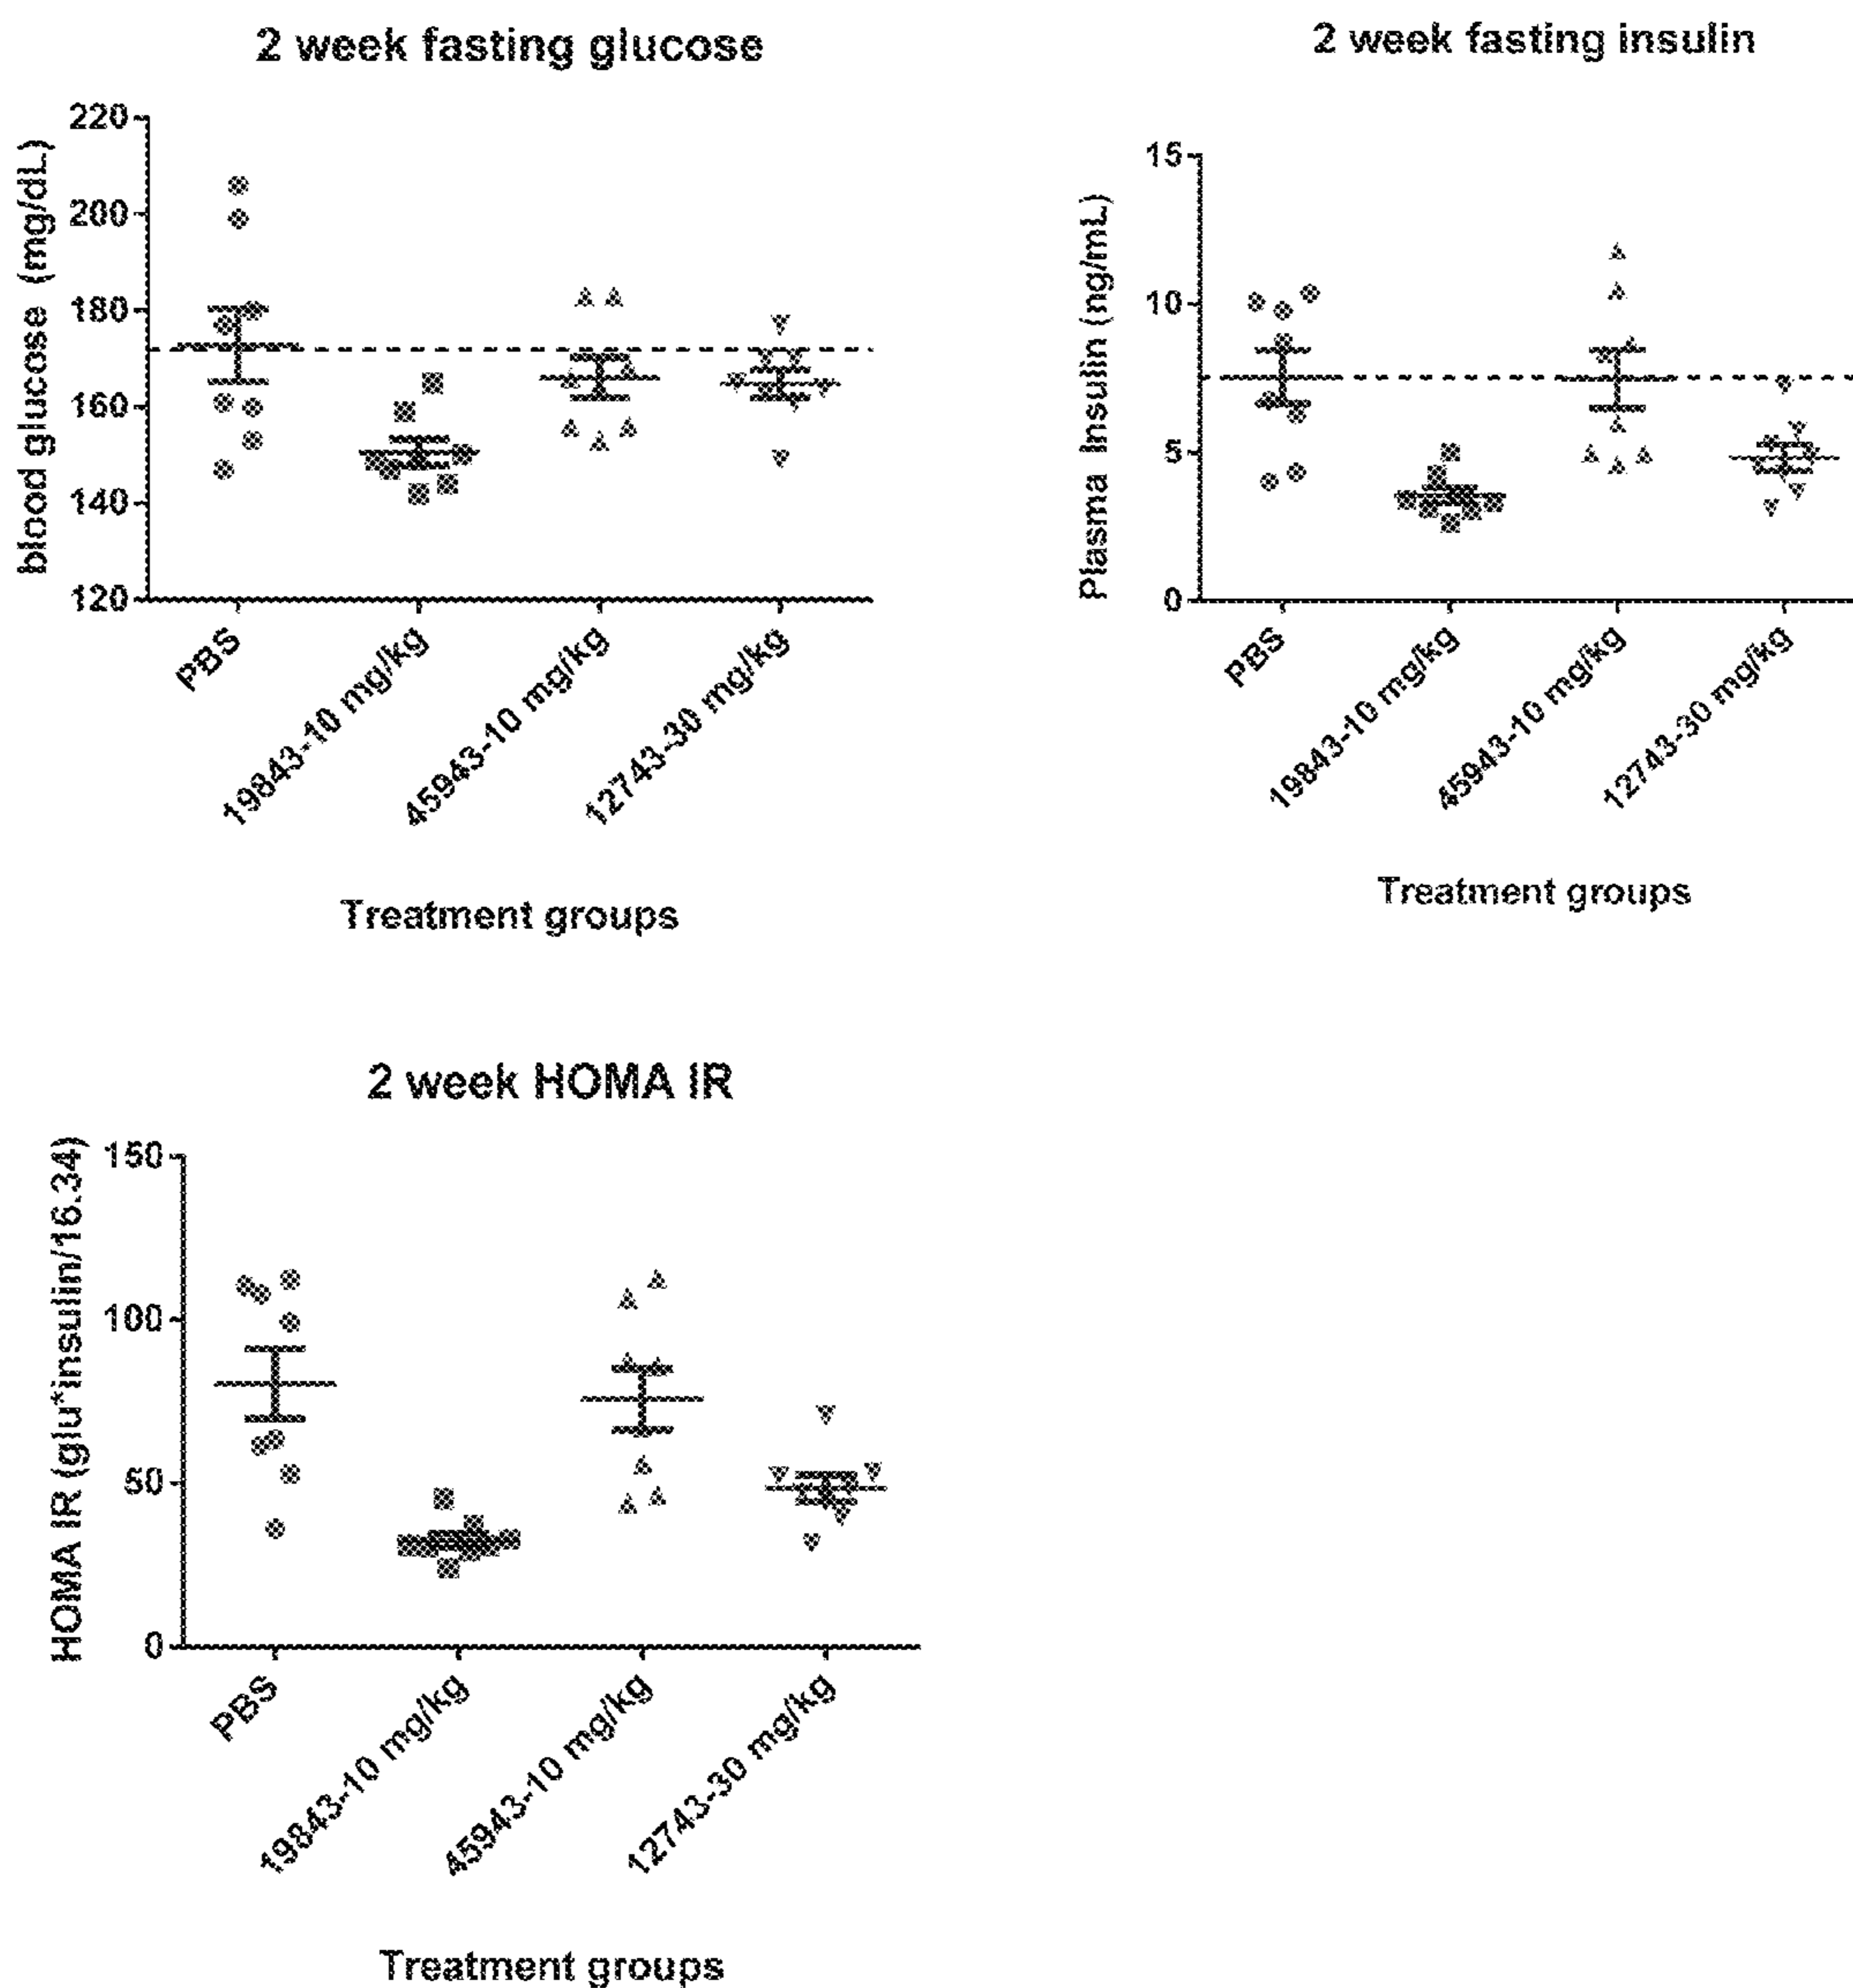 2 week fasting glucose
blood glucose (mg/dL)
220
200
180
160
140
120
PBS
19843-10 mg/kg
45943-10 mg/kg
12743-30 mg/kg
Treatment groups
2 week fasting insulin
Plasma Insulin (ng/mL)
15
10
5
0
PBS
19843-10 mg/kg
45943-10 mg/kg
12743-30 mg/kg
Treatment groups
2 week HOMA IR
HOMA IR (glu*insulin/16.34)
150
100
50
0
PBS
19843-10 mg/kg
45943-10 mg/kg
12743-30 mg/kg
Treatment groups